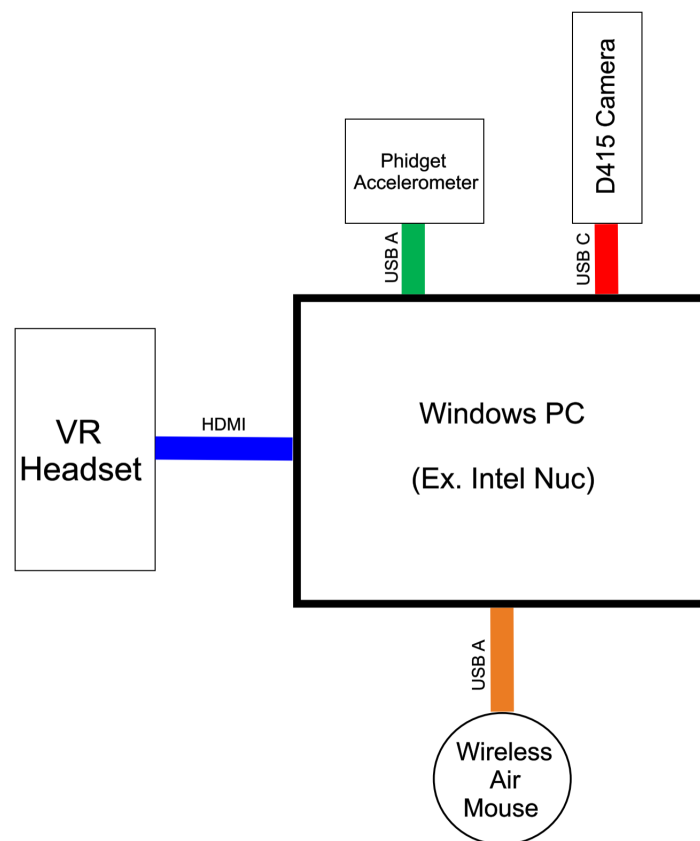 D415 Camera
Phidget
Accelerometer
USB A
USB C
VR
Headset
HDMI
Windows PC
(Ex. Intel Nuc)
USB A
Wireless
Air
Mouse